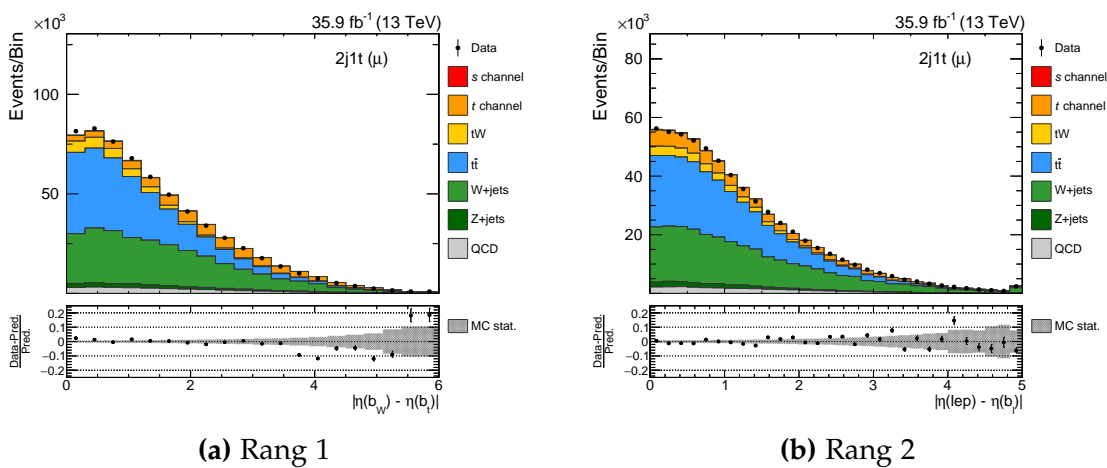 ×10³ 35.9 fb⁻¹ (13 TeV)
Events/Bin
2j1t (μ)
100
50
0
Data
s channel
t channel
tW
tt̄
W+jets
Z+jets
QCD
Data-Pred.
Pred.
0.2
0.1
0
−0.1
−0.2
MC stat.
0 2 4 6
|η(b_W) - η(b_t)|
(a) Rang 1
×10³ 35.9 fb⁻¹ (13 TeV)
Events/Bin
2j1t (μ)
80
60
40
20
0
Data
s channel
t channel
tW
tt̄
W+jets
Z+jets
QCD
Data-Pred.
Pred.
0.2
0.1
0
−0.1
−0.2
MC stat.
0 1 2 3 4 5
|η(lep) - η(b_l)|
(b) Rang 2